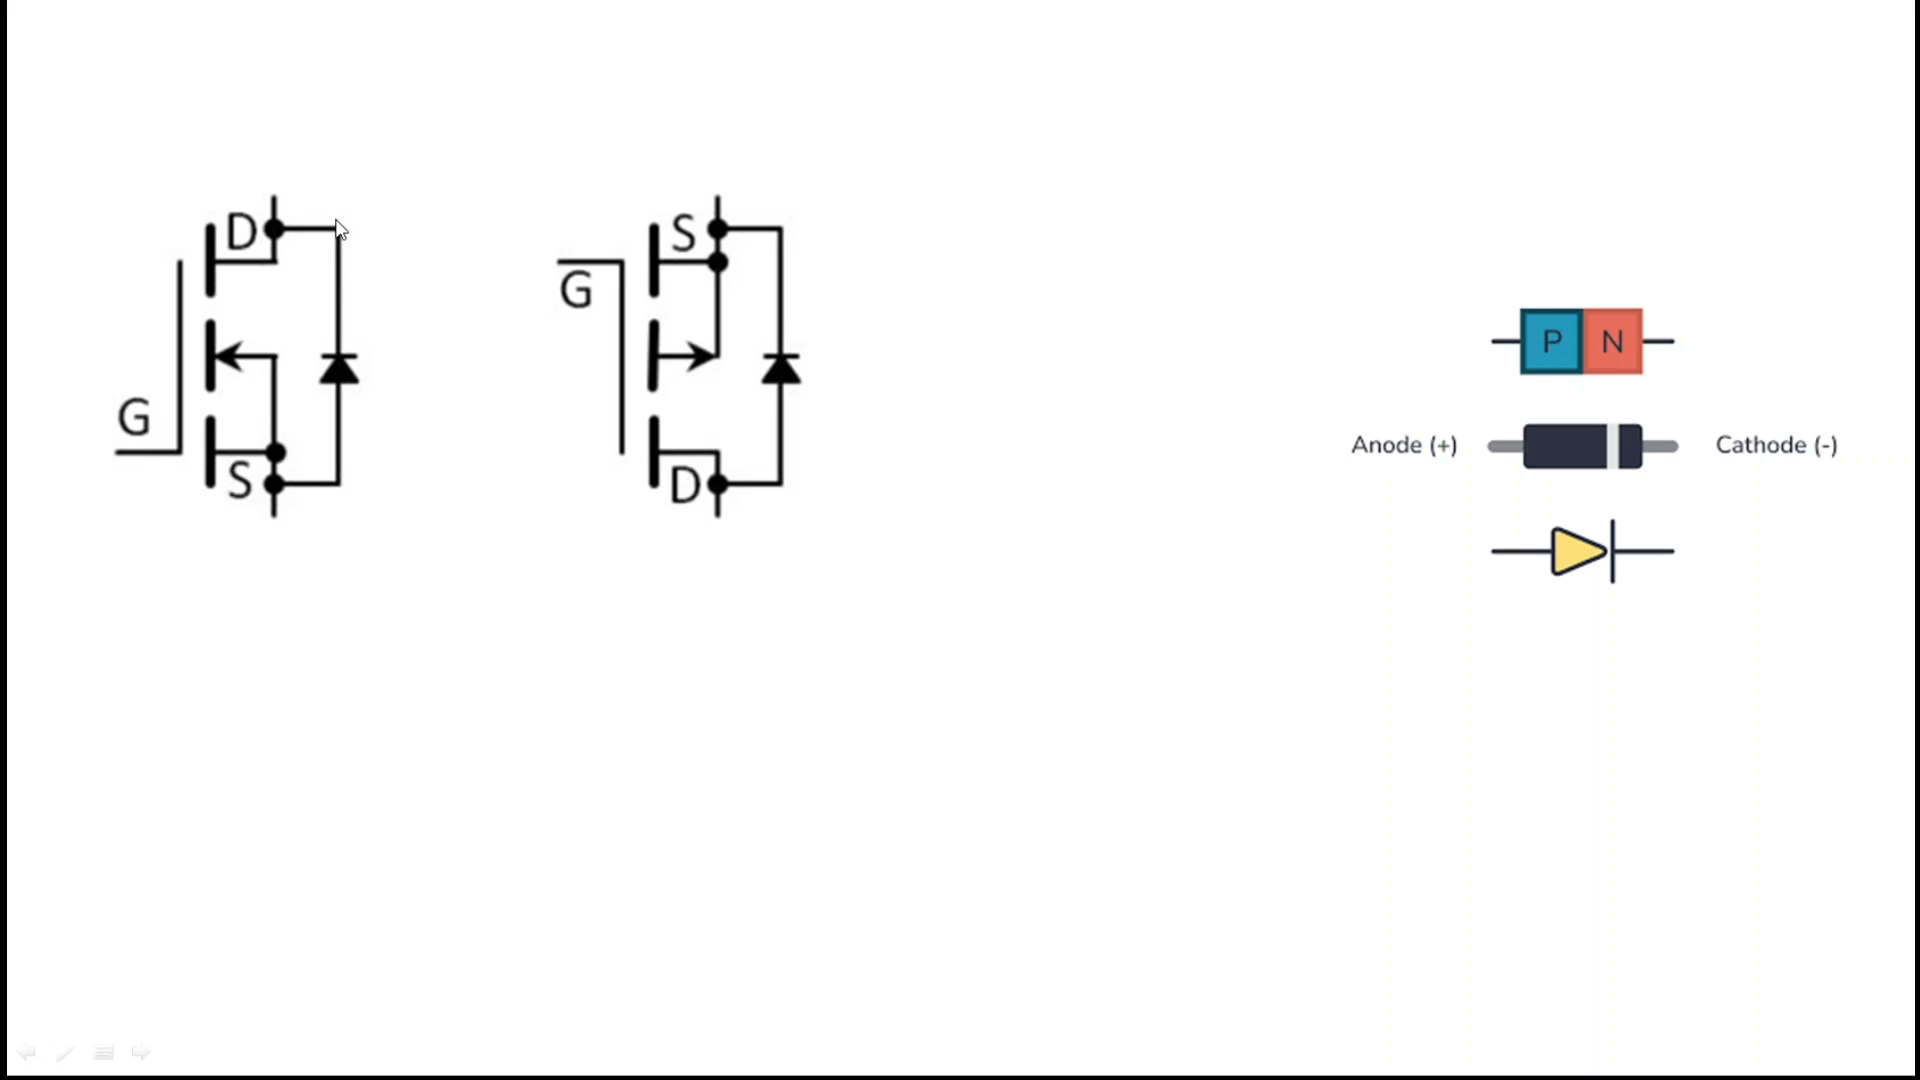 D
G
S
S
G
D
P N
Anode (+) Cathode (-)